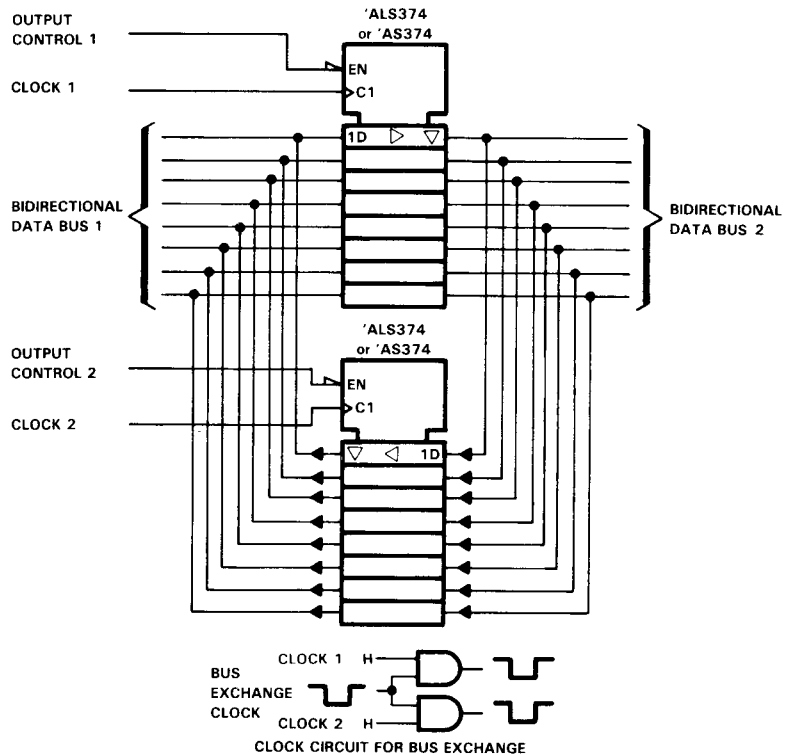 'ALS374
or 'AS374
OUTPUT
CONTROL 1
EN
CLOCK 1
C1
1D
BIDIRECTIONAL
DATA BUS 1
BIDIRECTIONAL
DATA BUS 2
'ALS374
or 'AS374
OUTPUT
CONTROL 2
EN
C1
CLOCK 2
1D
CLOCK 1 H
BUS
EXCHANGE
CLOCK
CLOCK 2 H
CLOCK CIRCUIT FOR BUS EXCHANGE